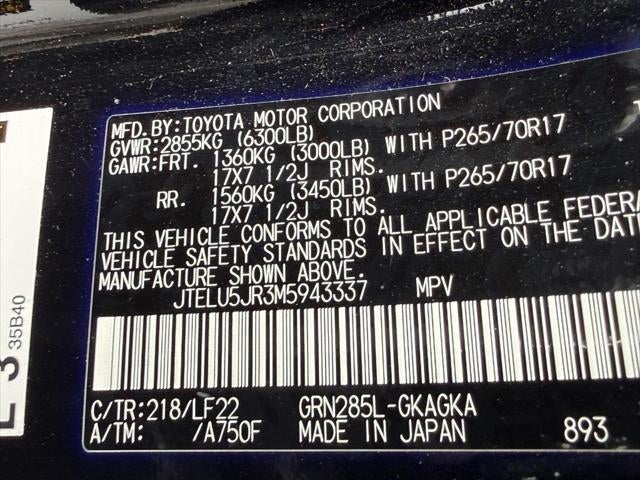 MFD.BY:TOYOTA MOTOR CORPORATION
GVWR:2855KG (6300LB)
GAWR:FRT. 1360KG (3000LB) WITH P265/70R17
17X7 1/2J RIMS.
RR. 1560KG (3450LB) WITH P265/70R17
17X7 1/2J RIMS.
THIS VEHICLE CONFORMS TO ALL APPLICABLE FEDERA
VEHICLE SAFETY STANDARDS IN EFFECT ON THE DAT
MANUFACTURE SHOWN ABOVE.
JTELU5JR3M5943337 MPV
C/TR:218/LF22 GRN285L-GKAGKA
A/TM: /A750F MADE IN JAPAN 893
35B40